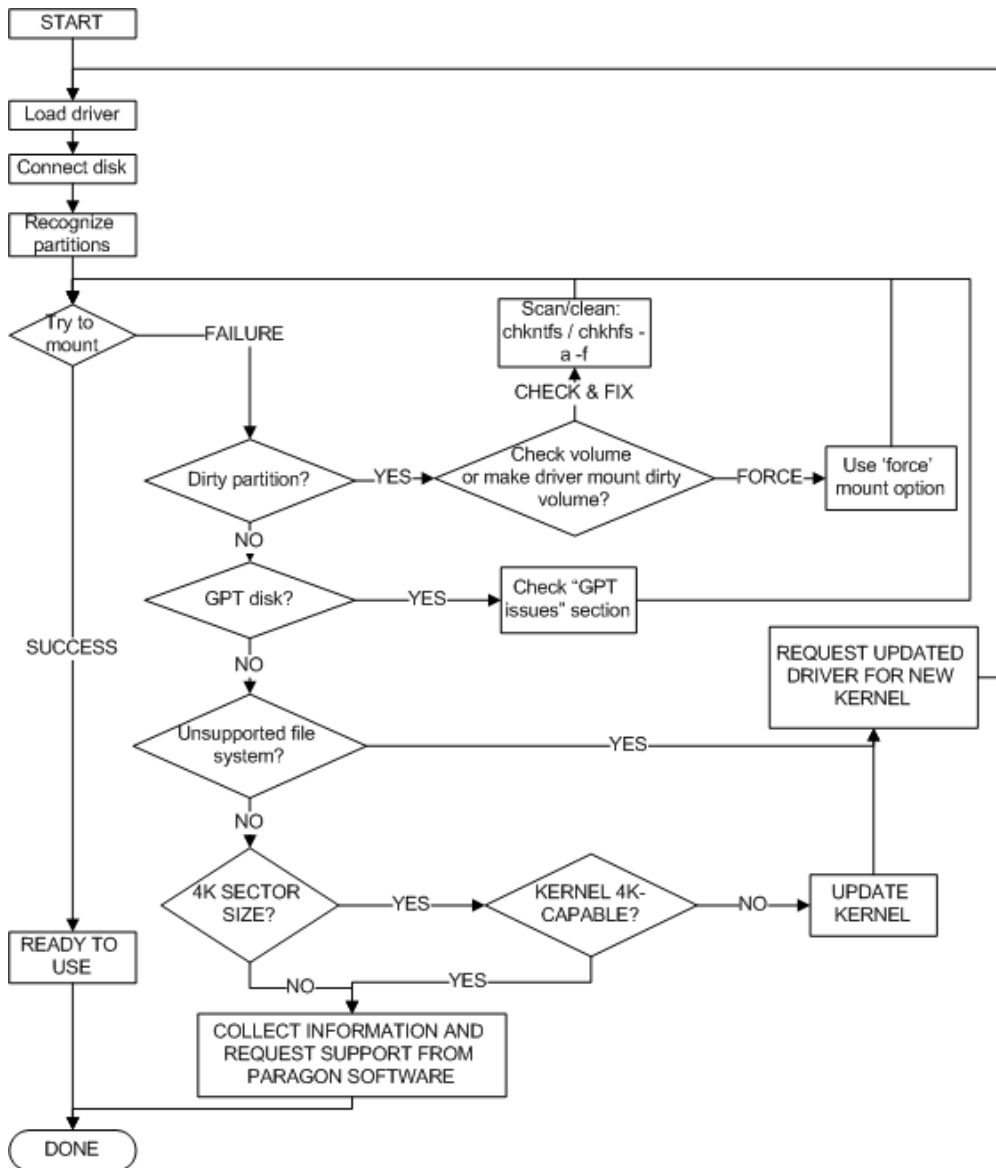 START
Load driver
Connect disk
Recognize
partitions
Try to
mount
FAILURE
Scan/clean:
chkntfs / chkhfs -
a -f
CHECK & FIX
Dirty partition?
YES
Check volume
or make driver mount dirty
volume?
FORCE
Use ‘force’
mount option
NO
GPT disk?
YES
Check “GPT
issues” section
SUCCESS
NO
REQUEST UPDATED
DRIVER FOR NEW
KERNEL
Unsupported file
system?
YES
NO
4K SECTOR
SIZE?
YES
KERNEL 4K-
CAPABLE?
NO
UPDATE
KERNEL
READY TO
USE
NO
YES
COLLECT INFORMATION AND
REQUEST SUPPORT FROM
PARAGON SOFTWARE
DONE